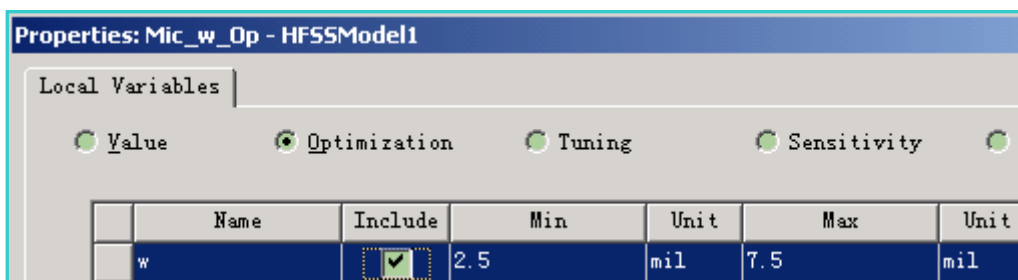 Properties: Mic_w_Op - HFSSModel1
Local Variables
Value Optimization Tuning Sensitivity
Name Include Min Unit Max Unit
w 2.5 mil 7.5 mil